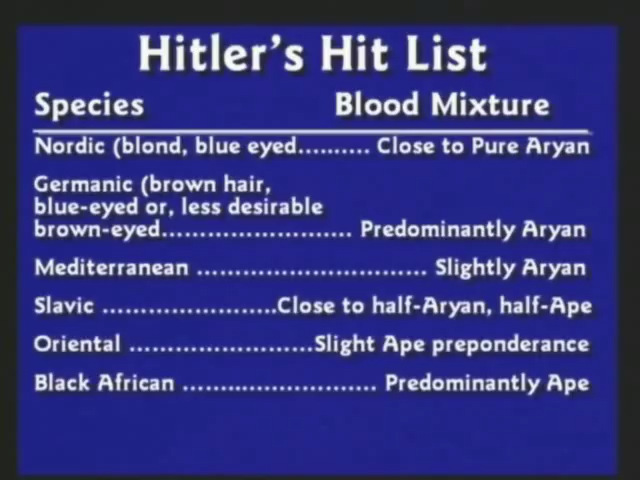 Hitler's Hit List
Species Blood Mixture
Nordic (blond, blue eyed.......... Close to Pure Aryan
Germanic (brown hair,
blue-eyed or, less desirable
brown-eyed......................... Predominantly Aryan
Mediterranean .............................. Slightly Aryan
Slavic .......................Close to half-Aryan, half-Ape
Oriental ........................Slight Ape preponderance
Black African .......................... Predominantly Ape